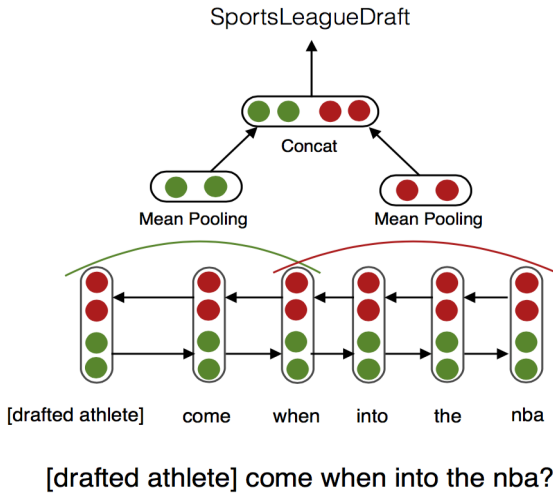 SportsLeagueDraft
Concat
Mean Pooling Mean Pooling
[drafted athlete] come when into the nba
[drafted athlete] come when into the nba?